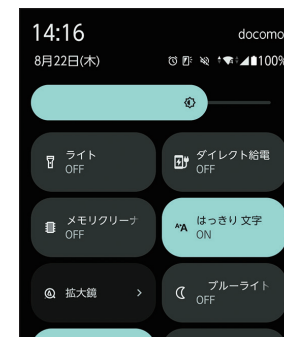 14:16
docomo
8月22日(木)
100%
ライト
OFF
ダイレクト給電
OFF
メモリクリーナ
OFF
はっきり文字
ON
拡大鏡
ブルーライト
OFF